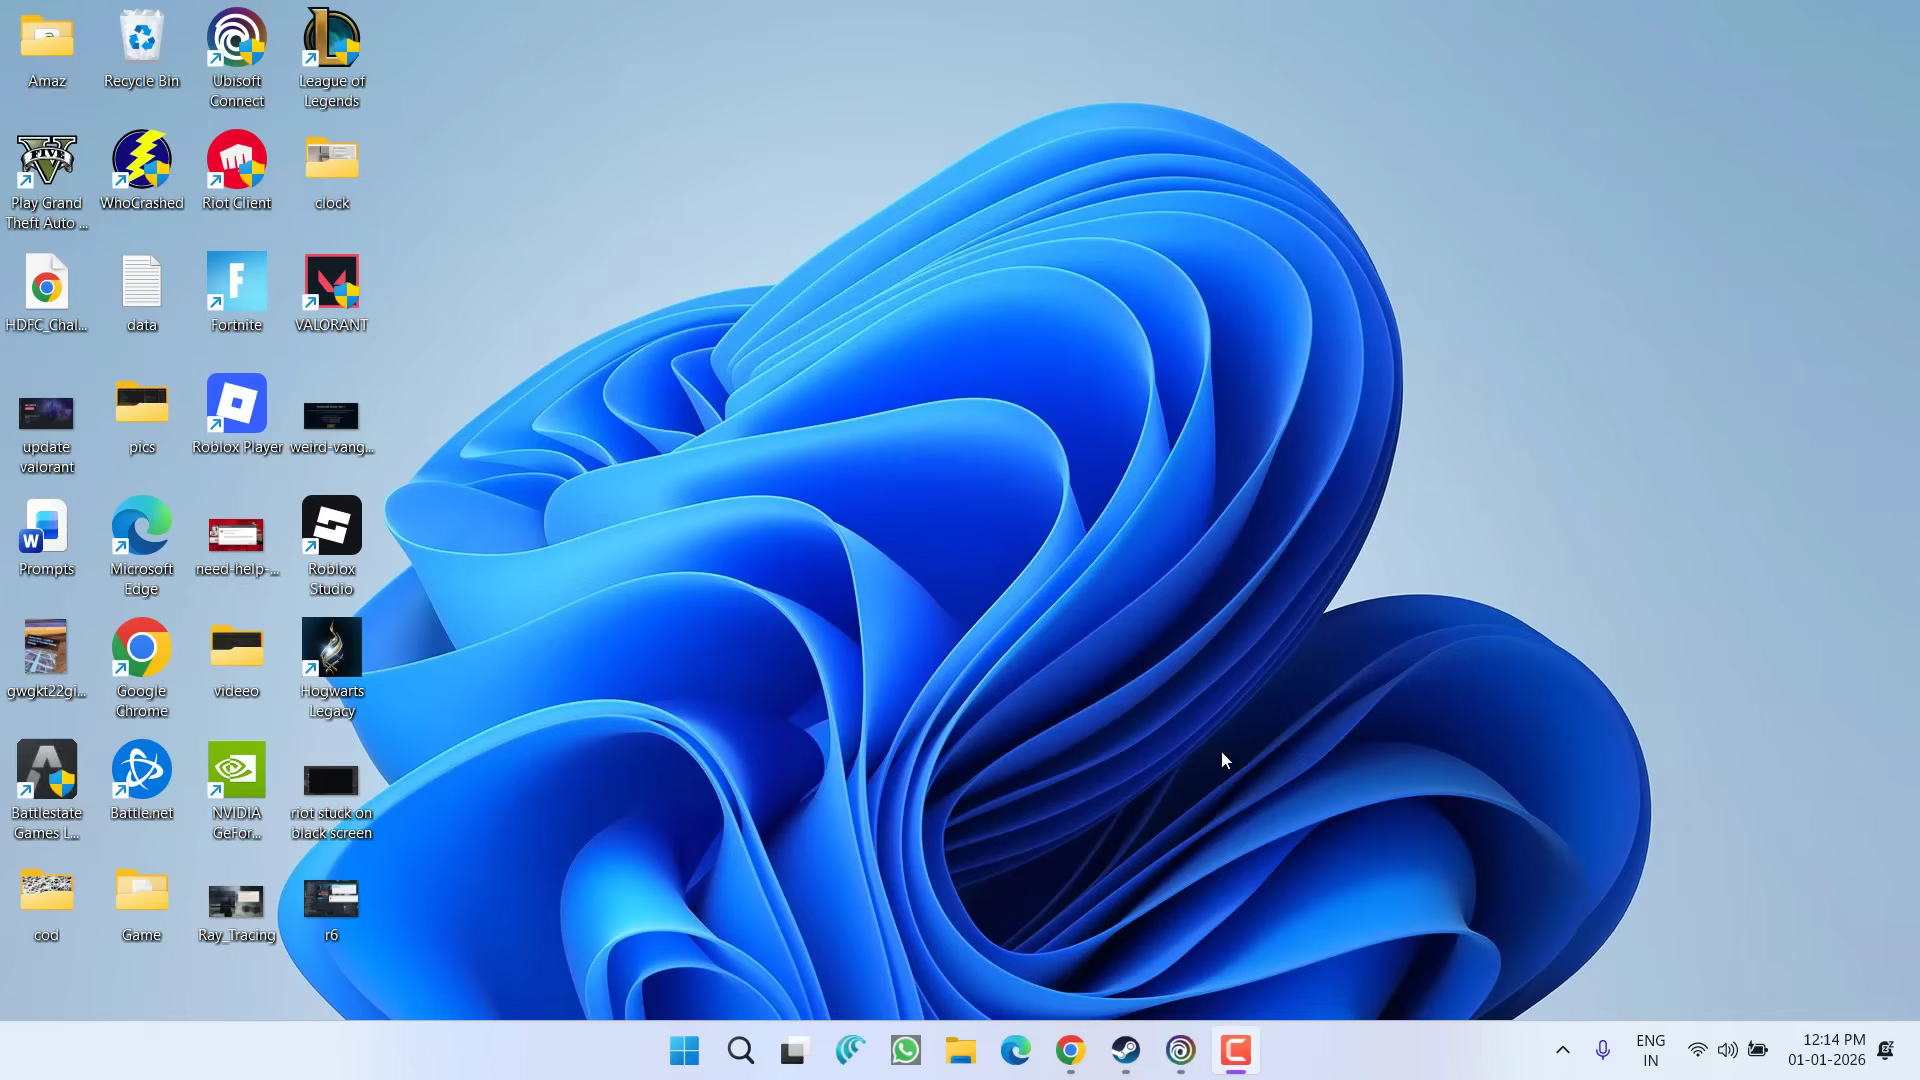 Amaz
Recycle Bin
Ubisoft
Connect
League of
Legends
Play Grand
Theft Auto ...
WhoCrashed
Riot Client
clock
HDFC_Chal...
data
Fortnite
VALORANT
update
valorant
pics
Roblox Player
weird-vang...
Prompts
Microsoft
Edge
need-help-...
Roblox
Studio
gwgkt22gi...
Google
Chrome
videeo
Hogwarts
Legacy
Battlestate
Games L...
Battle.net
NVIDIA
GeFor...
riot stuck on
black screen
cod
Game
Ray_Tracing
r6
ENG
IN
12:14 PM
01-01-2026